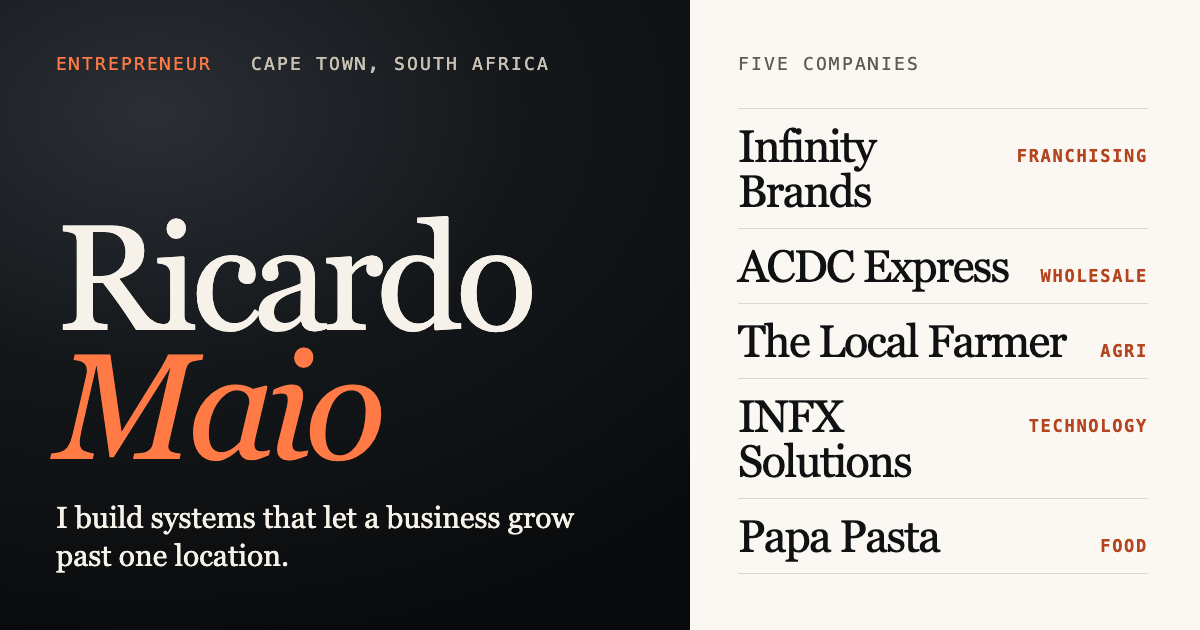 ENTREPRENEUR CAPE TOWN, SOUTH AFRICA
Ricardo
Maio
I build systems that let a business grow
past one location.
FIVE COMPANIES
Infinity
Brands
FRANCHISING
ACDC Express
WHOLESALE
The Local Farmer
AGRI
INFX
Solutions
TECHNOLOGY
Papa Pasta
FOOD